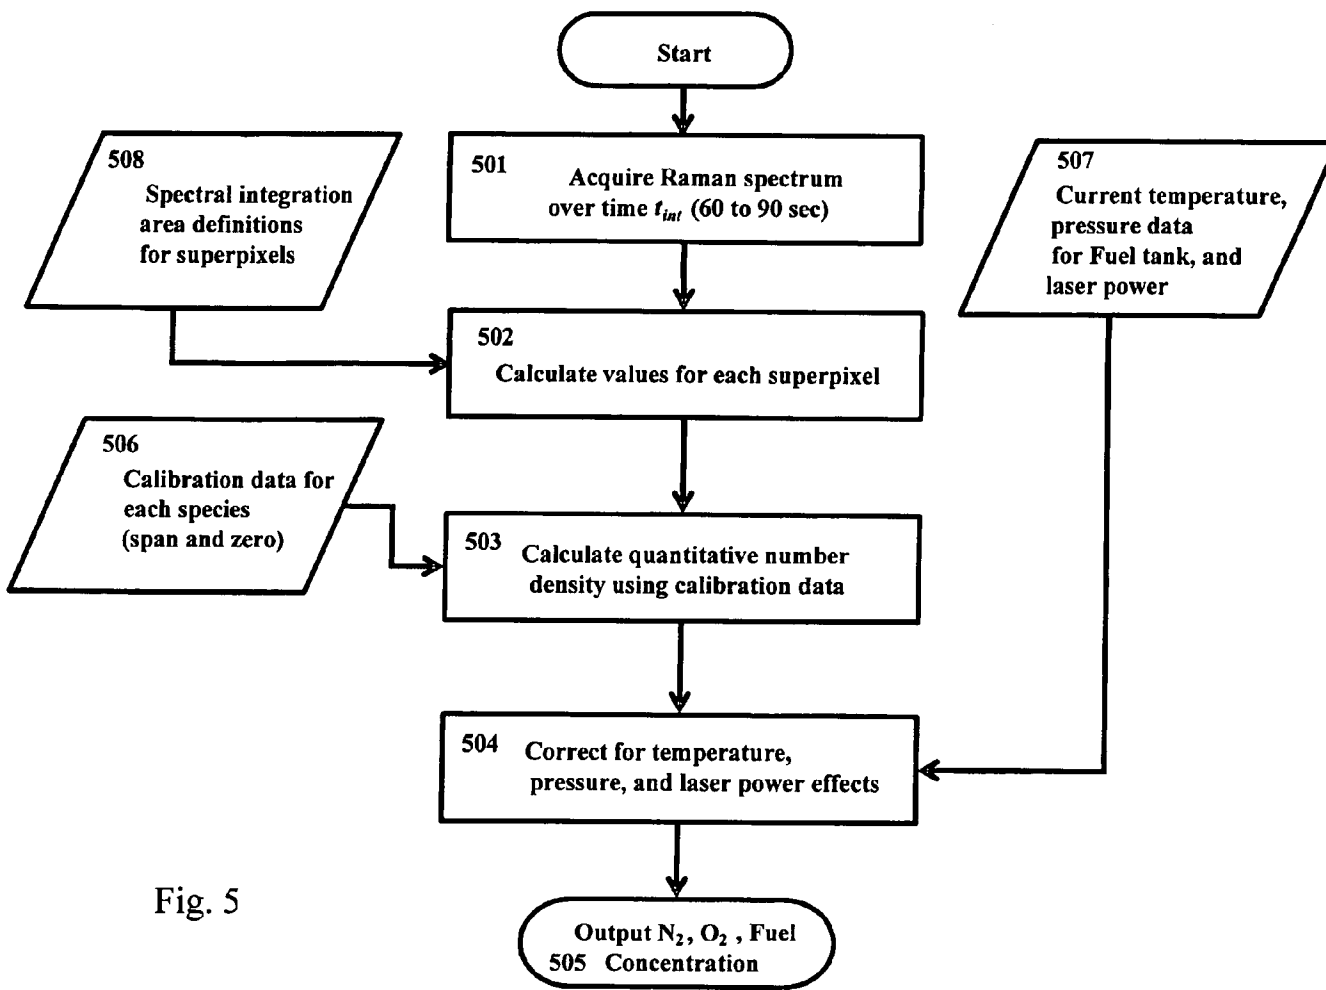 Start
508
Spectral integration
area definitions
for superpixels
501
Acquire Raman spectrum
over time t_int (60 to 90 sec)
507
Current temperature,
pressure data
for Fuel tank, and
laser power
502
Calculate values for each superpixel
506
Calibration data for
each species
(span and zero)
503 Calculate quantitative number
density using calibration data
504 Correct for temperature,
pressure, and laser power effects
Fig. 5
Output N₂, O₂ , Fuel
505 Concentration